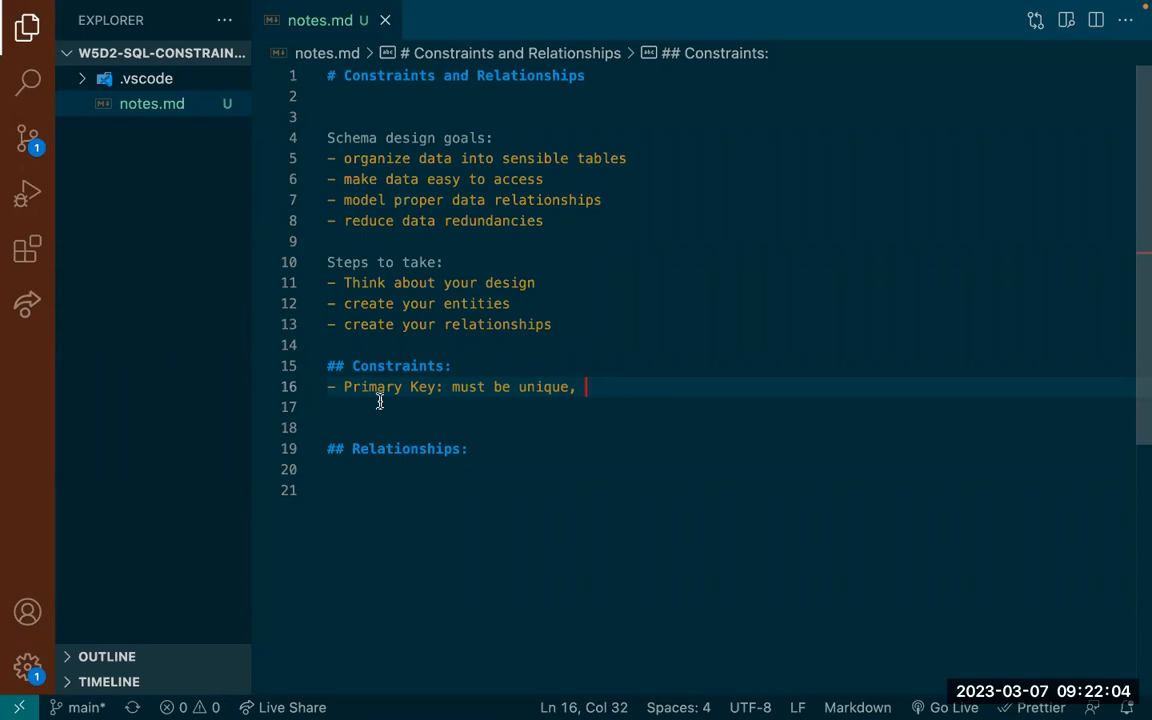 EXPLORER
···
notes.md U
···
W5D2-SQL-CONSTRAIN...
notes.md > # Constraints and Relationships > ## Constraints:
.vscode
notes.md U
1 # Constraints and Relationships
2
3
4 Schema design goals:
5 - organize data into sensible tables
6 - make data easy to access
7 - model proper data relationships
8 - reduce data redundancies
9
10 Steps to take:
11 - Think about your design
12 - create your entities
13 - create your relationships
14
15 ## Constraints:
16 - Primary Key: must be unique,
17
18
19 ## Relationships:
20
21
1
1
OUTLINE
TIMELINE
2023-03-07 09:22:04
main* 0 0 Live Share Ln 16, Col 32 Spaces: 4 UTF-8 LF Markdown Go Live Prettier